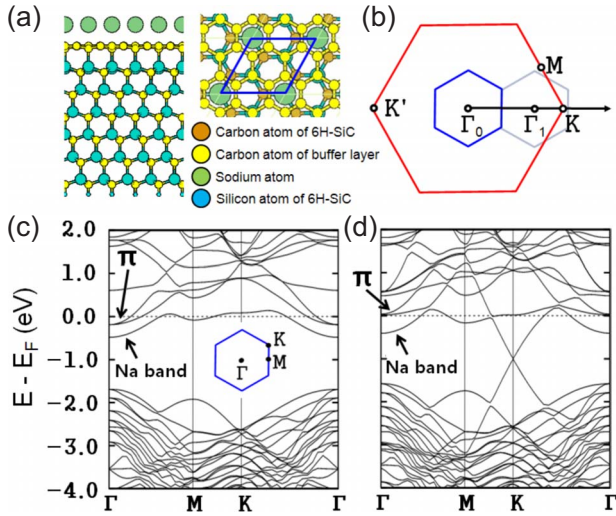 (a)
(b)
Carbon atom of 6H-SiC
Carbon atom of buffer layer
Sodium atom
Silicon atom of 6H-SiC
M
K'
Γ0
Γ1
K
(c)
(d)
2.0
1.0
0.0
-1.0
-2.0
-3.0
-4.0
E - EF (eV)
π
Na band
K
M
Γ
Γ M K Γ
π
Na band
Γ M K Γ